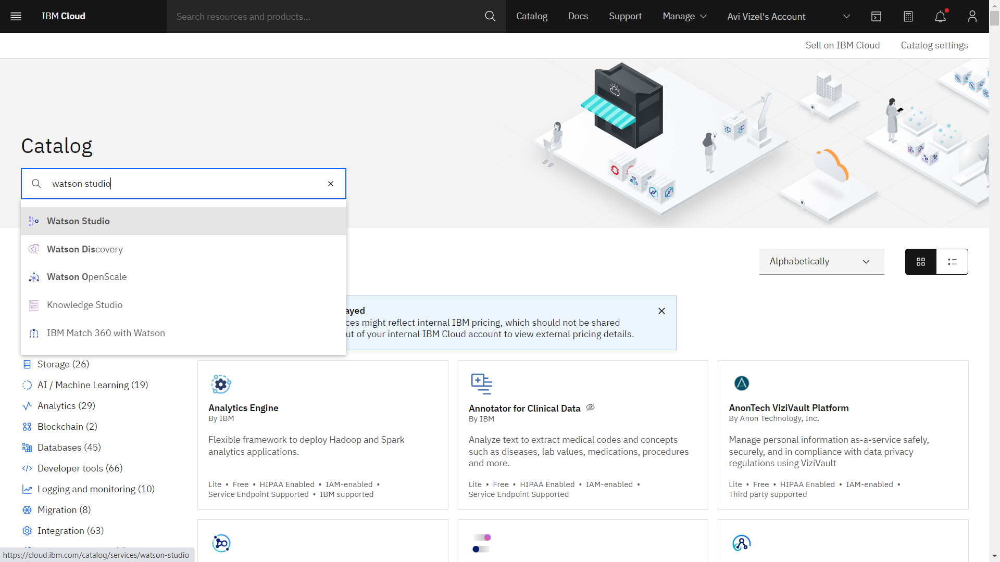 IBM Cloud
Search resources and products...
Catalog
Docs
Support
Manage
Avi Vizel's Account
Sell on IBM Cloud
Catalog settings
Catalog
watson studio
Watson Studio
Watson Discovery
Watson OpenScale
Knowledge Studio
IBM Match 360 with Watson
Alphabetically
ayed
ces might reflect internal IBM pricing, which should not be shared
ut of your internal IBM Cloud account to view external pricing details.
Storage (26)
AI / Machine Learning (19)
Analytics (29)
Blockchain (2)
Databases (45)
Developer tools (66)
Logging and monitoring (10)
Migration (8)
Integration (63)
Analytics Engine
By IBM
Flexible framework to deploy Hadoop and Spark
analytics applications.
Lite • Free • HIPAA Enabled • IAM-enabled •
Service Endpoint Supported • IBM supported
Annotator for Clinical Data
By IBM
Analyze text to extract medical codes and concepts
such as diseases, lab values, medications, procedures
and more.
Lite • Free • HIPAA Enabled • IAM-enabled •
Service Endpoint Supported
AnonTech ViziVault Platform
By Anon Technology, Inc.
Manage personal information as-a-service safely,
securely, and in compliance with data privacy
regulations using ViziVault
Lite • Free • HIPAA Enabled • IAM-enabled •
Third party supported
https://cloud.ibm.com/catalog/services/watson-studio